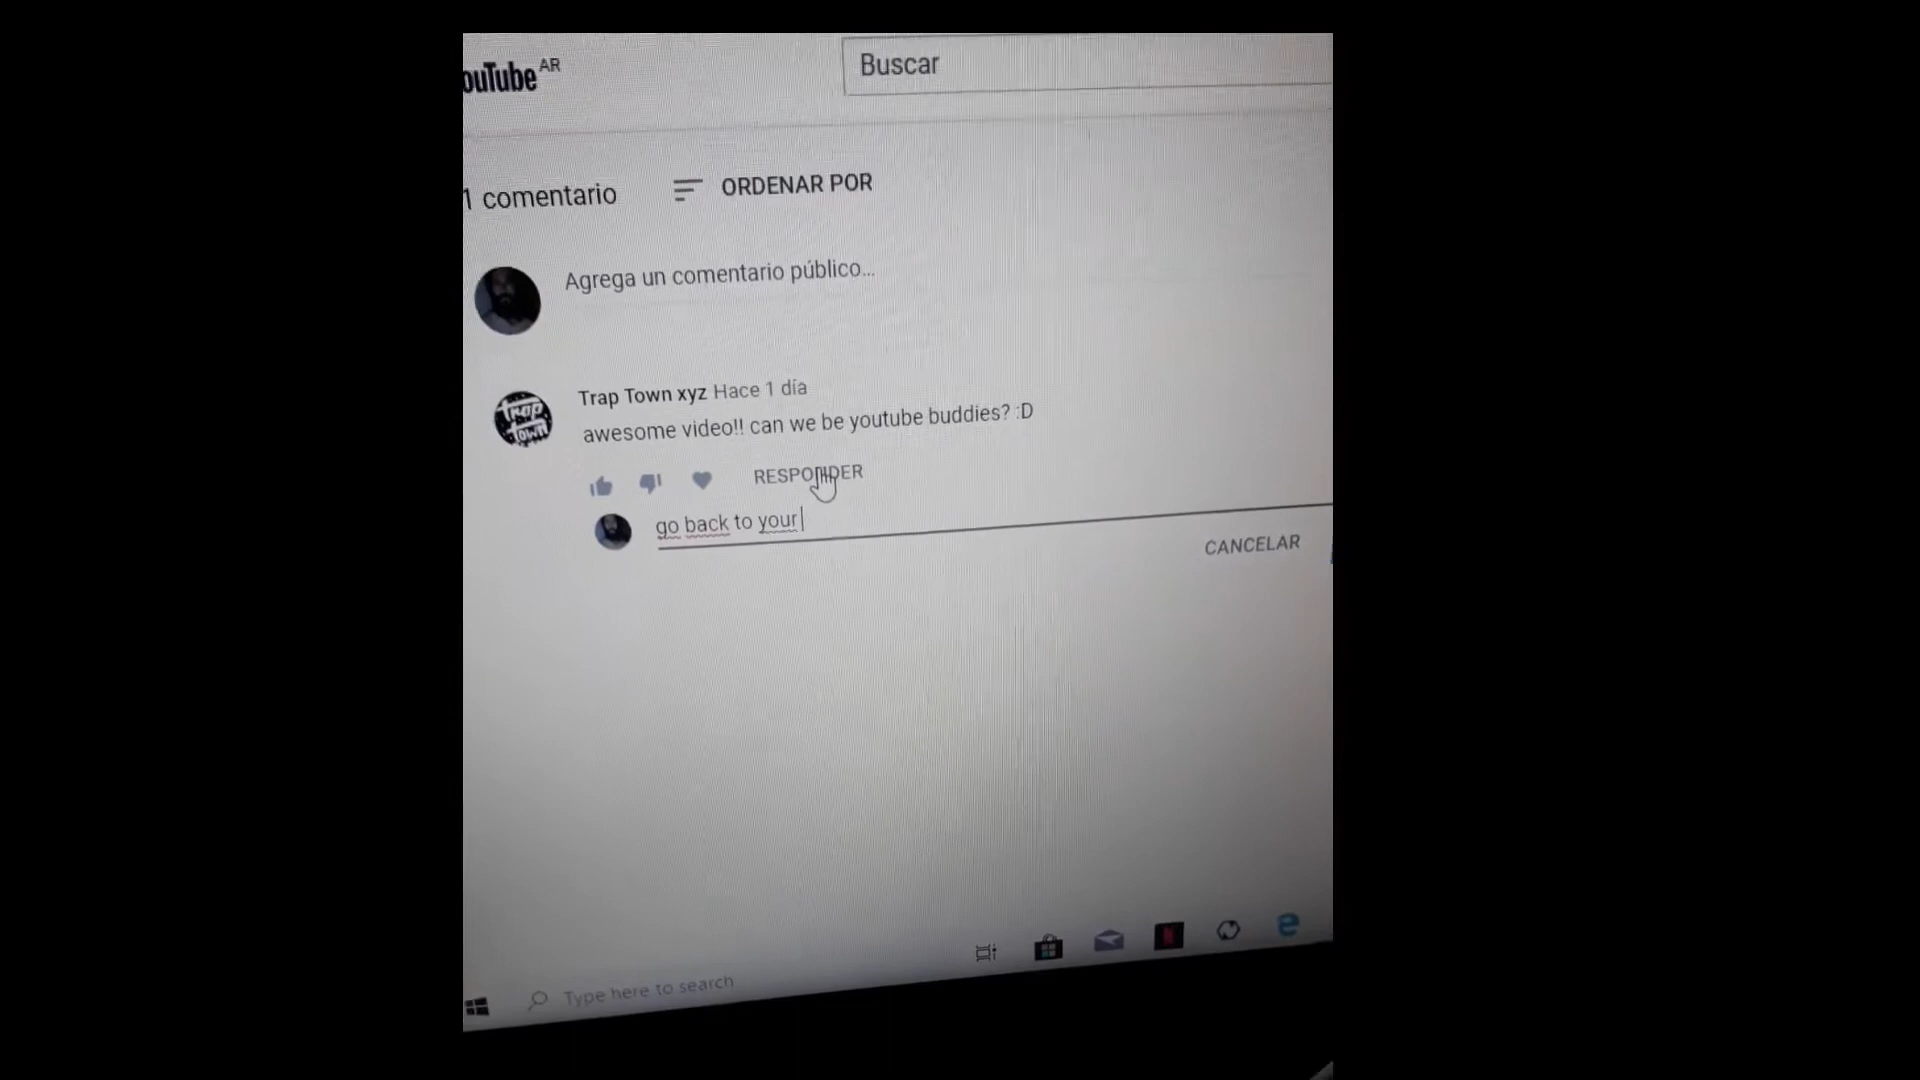 ouTube AR
Buscar
1 comentario
ORDENAR POR
Agrega un comentario público...
Trap Town xyz Hace 1 día
awesome video!! can we be youtube buddies? :D
RESPONDER
go back to your
CANCELAR
Type here to search